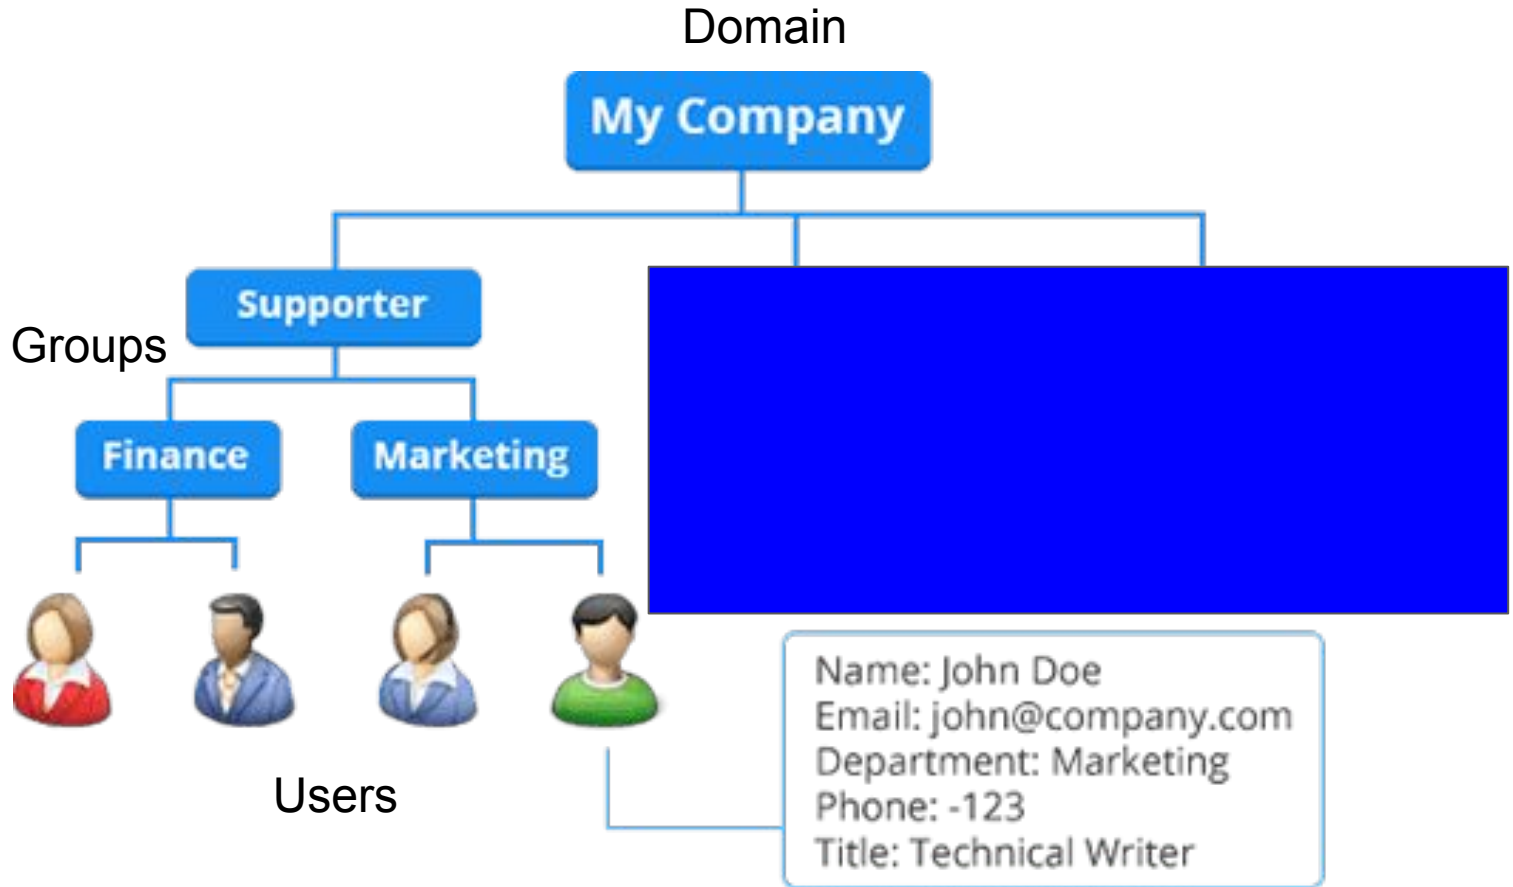 Domain
My Company
Supporter
Groups
Finance
Marketing
Users
Name: John Doe
Email: john@company.com
Department: Marketing
Phone: -123
Title: Technical Writer